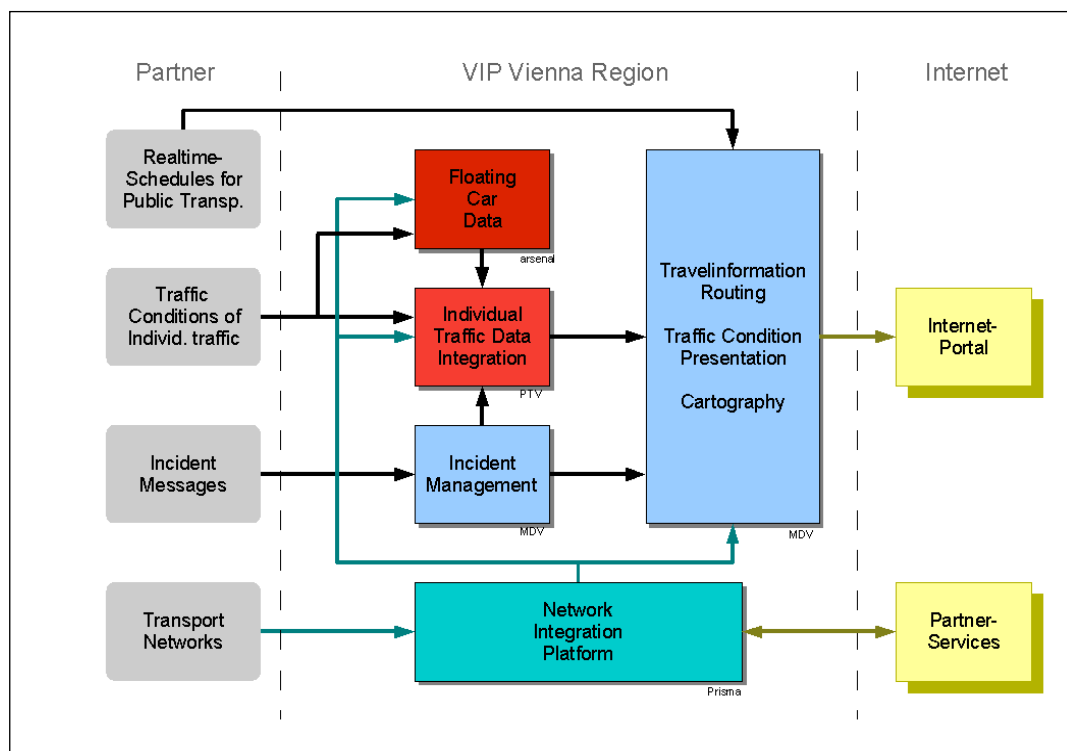 Partner
VIP Vienna Region
Internet
Realtime-
Schedules for
Public Transp.
Floating
Car
Data
arsenal
Traffic
Conditions of
Individ. traffic
Individual
Traffic Data
Integration
PTV
Travelinformation
Routing
Traffic Condition
Presentation
Cartography
MDV
Internet-
Portal
Incident
Messages
Incident
Management
MDV
Transport
Networks
Network
Integration
Platform
Prisma
Partner-
Services